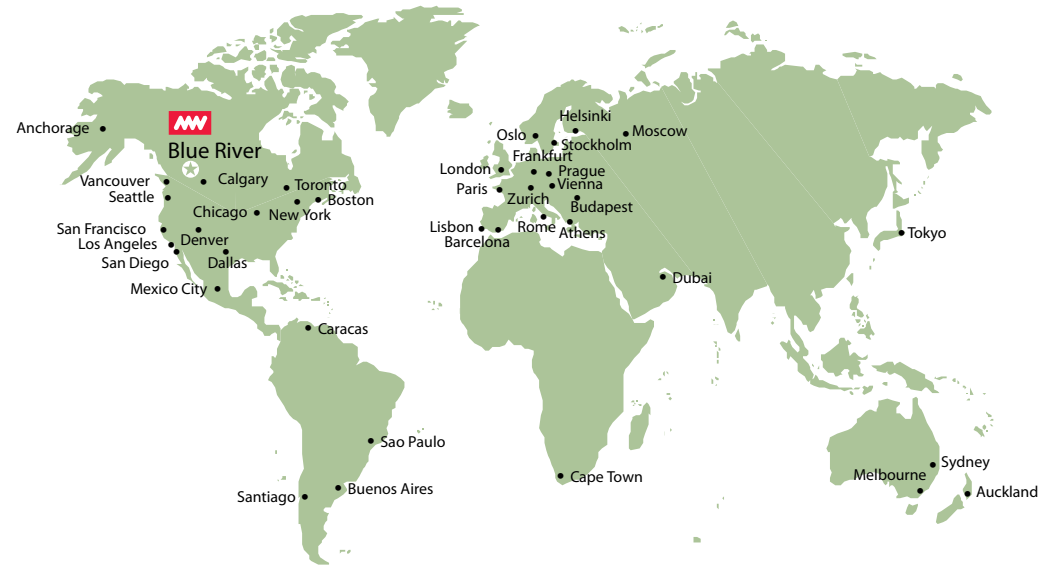 Helsinki
Anchorage
Oslo
Moscow
Stockholm
Blue River
Frankfurt
London
Prague
Vancouver
Calgary
Toronto
Paris
Vienna
Seattle
Boston
Zurich
Budapest
Chicago
New York
San Francisco
Denver
Lisbon
Rome
Athens
Tokyo
Los Angeles
Barcelona
San Diego
Dallas
Dubai
Mexico City
Caracas
Sao Paulo
Sydney
Melbourne
Cape Town
Buenos Aires
Santiago
Auckland